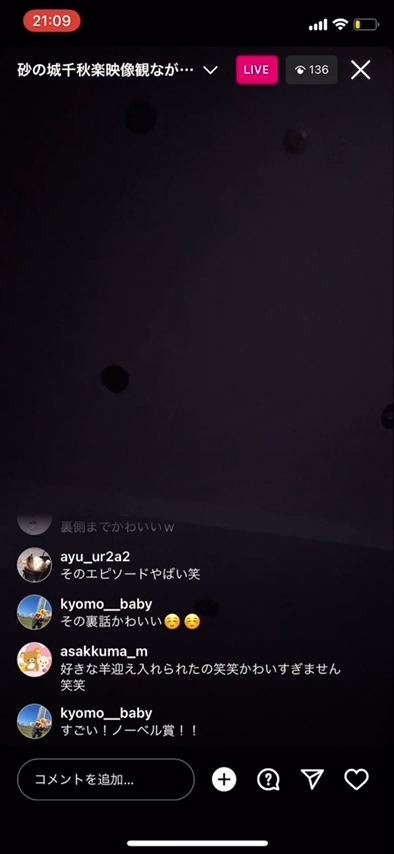 21:09
砂の城千秋楽映像観なが…
LIVE
136
裏側までかわいいw
ayu_ur2a2
そのエピソードやばい笑
kyomo__baby
その裏話かわいい☺️☺️
asakkuma_m
好きな羊迎え入れられたの笑笑かわいすぎません
笑笑
kyomo__baby
すごい！ノーベル賞！！
コメントを追加...